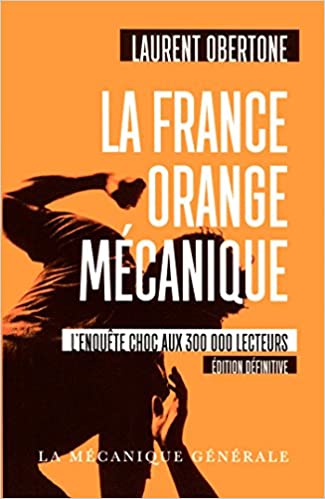 LAURENT OBERTONE
LA FRANCE
ORANGE
MÉCANIQUE
L'ENQUÊTE CHOC AUX 300 000 LECTEURS
ÉDITION DÉFINITIVE
LA MÉCANIQUE GÉNÉRALE